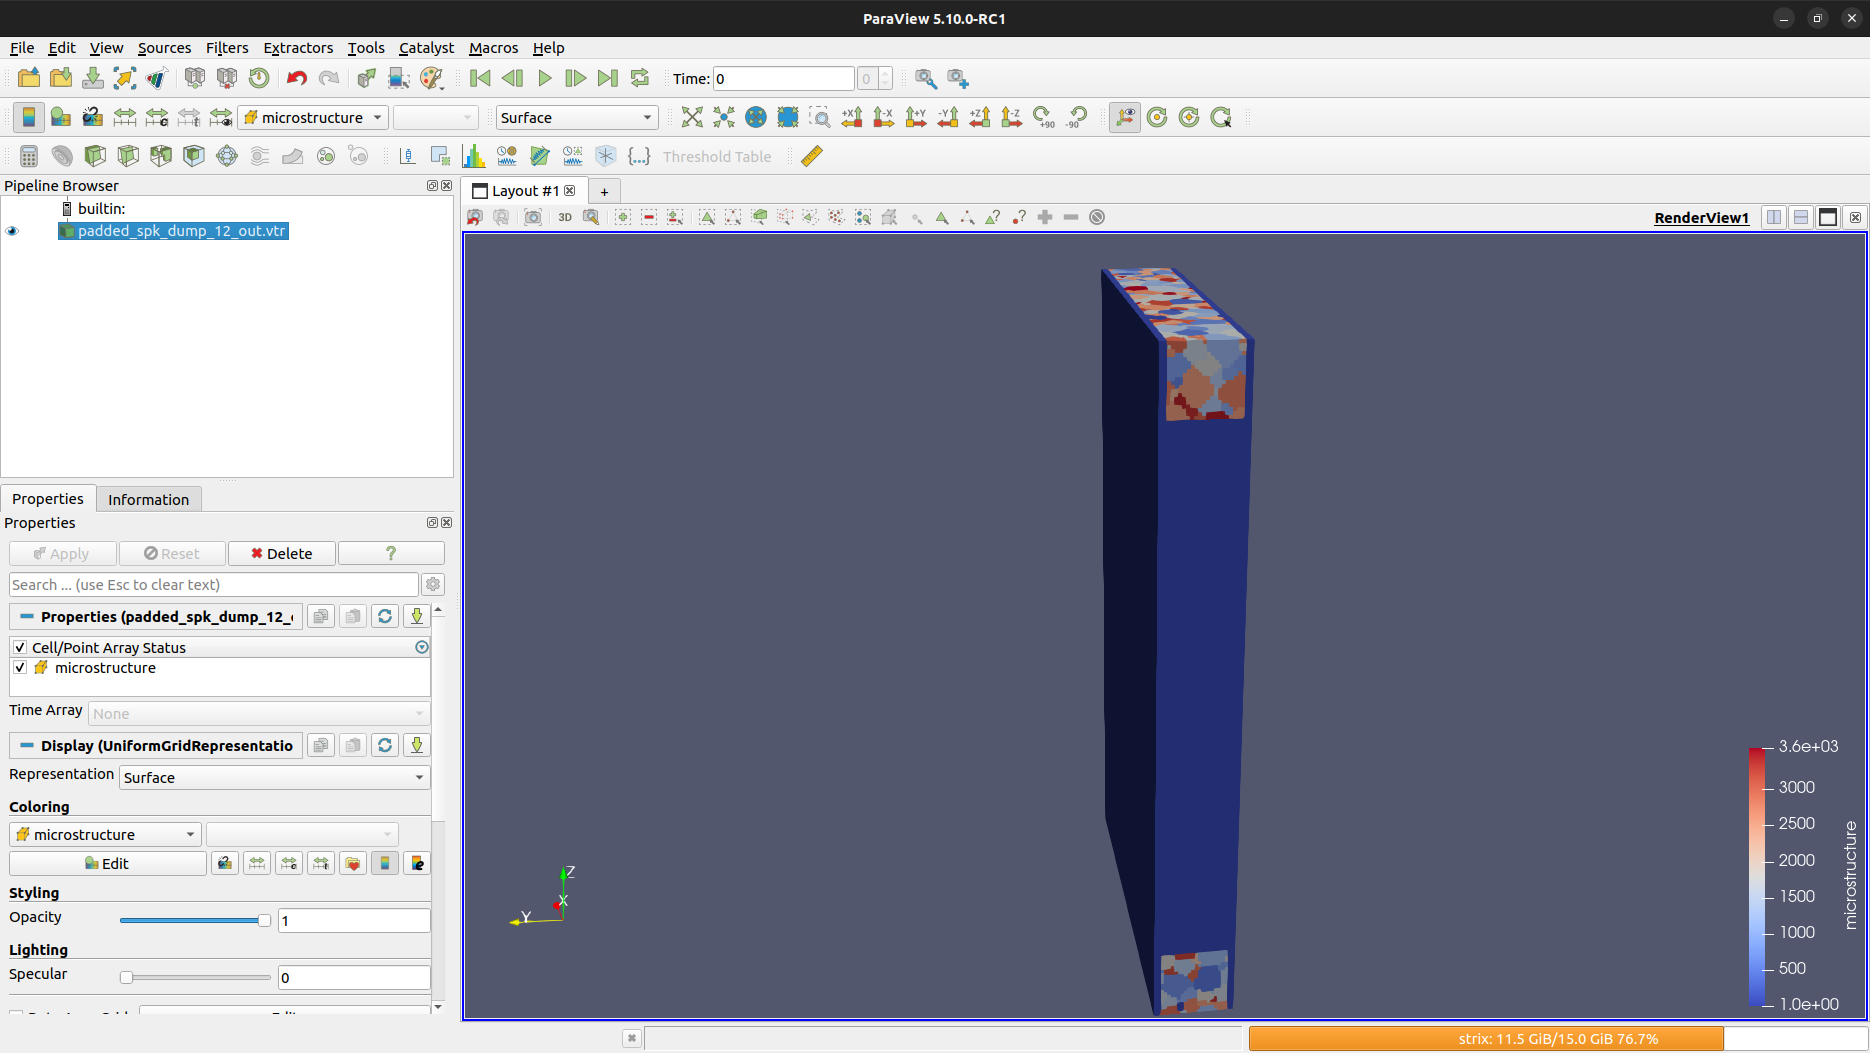 ParaView 5.10.0-RC1
File Edit View Sources Filters Extractors Tools Catalyst Macros Help
Time: 0 0
microstructure Surface +X -X +Y -Y +Z -Z +90 -90
Threshold Table
Pipeline Browser
builtin:
padded_spk_dump_12_out.vtr
Layout #1 +
3D RenderView1
Properties Information
Properties
Apply Reset Delete ?
Search ... (use Esc to clear text)
Properties (padded_spk_dump_12_
Cell/Point Array Status
microstructure
Time Array None
Display (UniformGridRepresentatio
Representation Surface
Coloring
microstructure
Edit
Styling
Opacity 1
Lighting
Specular 0
Z
X
Y
3.6e+03
3000
2500
2000
1500
1000
500
1.0e+00
microstructure
strix: 11.5 GiB/15.0 GiB 76.7%